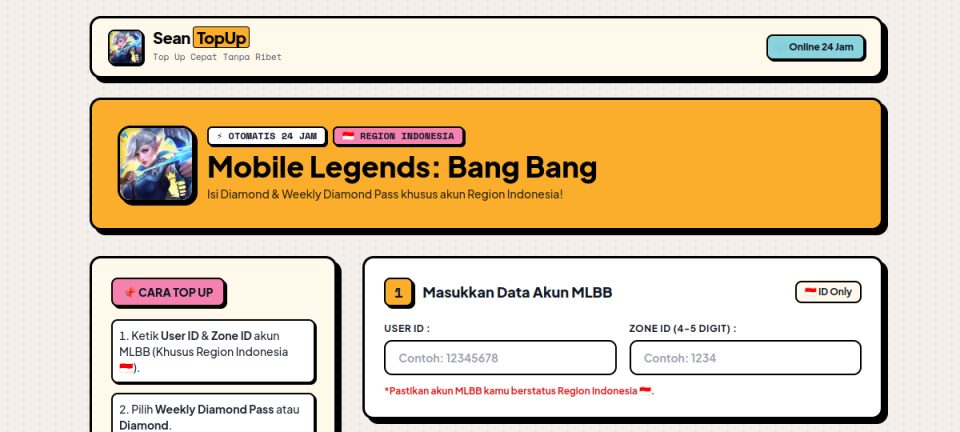 Sean TopUp
Top Up Cepat Tanpa Ribet
Online 24 Jam
⚡ OTOMATIS 24 JAM
🇮🇩 REGION INDONESIA
Mobile Legends: Bang Bang
Isi Diamond & Weekly Diamond Pass khusus akun Region Indonesia!
📌 CARA TOP UP
1. Ketik User ID & Zone ID akun
MLBB (Khusus Region Indonesia
🇮🇩).
2. Pilih Weekly Diamond Pass atau
Diamond.
1
Masukkan Data Akun MLBB
🇮🇩 ID Only
USER ID :
Contoh: 12345678
ZONE ID (4-5 DIGIT) :
Contoh: 1234
*Pastikan akun MLBB kamu berstatus Region Indonesia 🇮🇩.